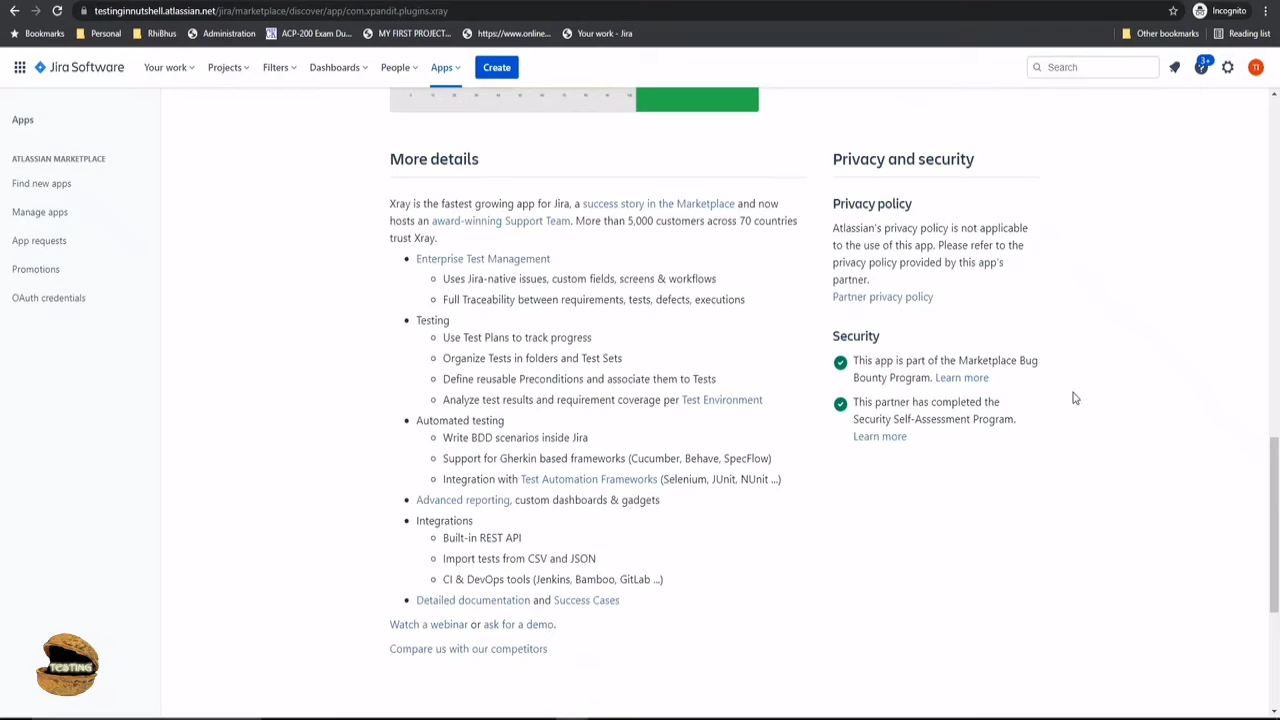 testinginnutshell.atlassian.net/jira/marketplace/discover/app/com.xpandit.plugins.xray
Incognito
Bookmarks Personal RhiBhus Administration ACP-200 Exam Du... MY FIRST PROJECT... https://www.online... Your work - Jira Other bookmarks Reading list
Jira Software Your work Projects Filters Dashboards People Apps Create Search 3+ TI
Apps
ATLASSIAN MARKETPLACE
Find new apps
Manage apps
App requests
Promotions
OAuth credentials
More details
Xray is the fastest growing app for Jira, a success story in the Marketplace and now
hosts an award-winning Support Team. More than 5,000 customers across 70 countries
trust Xray.
Enterprise Test Management
Uses Jira-native issues, custom fields, screens & workflows
Full Traceability between requirements, tests, defects, executions
Testing
Use Test Plans to track progress
Organize Tests in folders and Test Sets
Define reusable Preconditions and associate them to Tests
Analyze test results and requirement coverage per Test Environment
Automated testing
Write BDD scenarios inside Jira
Support for Gherkin based frameworks (Cucumber, Behave, SpecFlow)
Integration with Test Automation Frameworks (Selenium, JUnit, NUnit ...)
Advanced reporting, custom dashboards & gadgets
Integrations
Built-in REST API
Import tests from CSV and JSON
CI & DevOps tools (Jenkins, Bamboo, GitLab ...)
Detailed documentation and Success Cases
Watch a webinar or ask for a demo.
Compare us with our competitors
Privacy and security
Privacy policy
Atlassian's privacy policy is not applicable
to the use of this app. Please refer to the
privacy policy provided by this app's
partner.
Partner privacy policy
Security
This app is part of the Marketplace Bug
Bounty Program. Learn more
This partner has completed the
Security Self-Assessment Program.
Learn more
TESTING